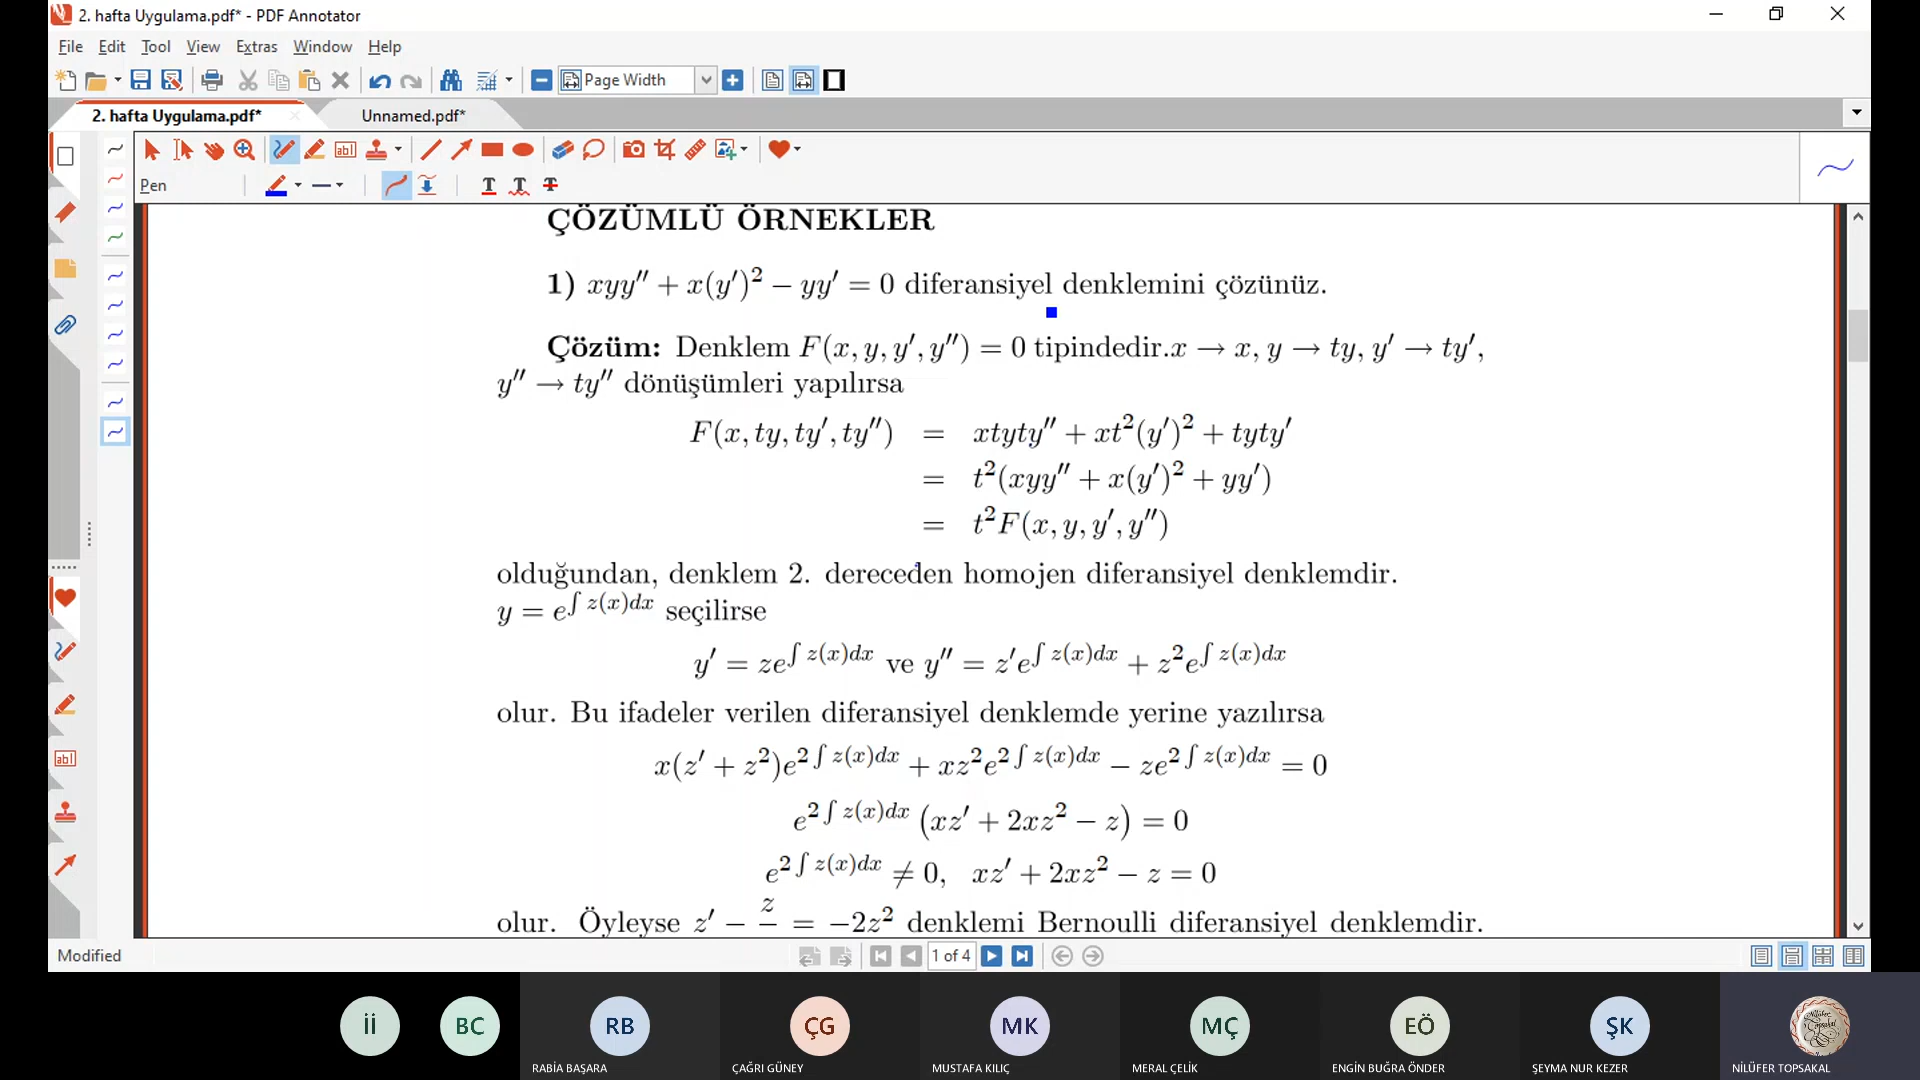 2. hafta Uygulama.pdf* - PDF Annotator
File Edit Tool View Extras Window Help
Page Width
2. hafta Uygulama.pdf* Unnamed.pdf*
Pen
ÇÖZÜMLÜ ÖRNEKLER
1) xyy″ + x(y′)² − yy′ = 0 diferansiyel denklemini çözünüz.
Çözüm: Denklem F(x, y, y′, y″) = 0 tipindedir.x → x, y → ty, y′ → ty′,
y″ → ty″ dönüşümleri yapılırsa
F(x, ty, ty′, ty″) = xtyty″ + xt²(y′)² + tyty′
= t²(xyy″ + x(y′)² + yy′)
= t²F(x, y, y′, y″)
olduğundan, denklem 2. dereceden homojen diferansiyel denklemdir.
y = e^{∫ z(x)dx} seçilirse
y′ = ze^{∫ z(x)dx} ve y″ = z′e^{∫ z(x)dx} + z²e^{∫ z(x)dx}
olur. Bu ifadeler verilen diferansiyel denklemde yerine yazılırsa
x(z′ + z²)e^{2∫ z(x)dx} + xz²e^{2∫ z(x)dx} − ze^{2∫ z(x)dx} = 0
e^{2∫ z(x)dx} (xz′ + 2xz² − z) = 0
e^{2∫ z(x)dx} ≠ 0, xz′ + 2xz² − z = 0
olur. Öyleyse z′ − z = −2z² denklemi Bernoulli diferansiyel denklemdir.
Modified 1 of 4
İİ BC RB ÇG MK MÇ EÖ ŞK
RABİA BAŞARA ÇAĞRI GÜNEY MUSTAFA KILIÇ MERAL ÇELİK ENGİN BUĞRA ÖNDER ŞEYMA NUR KEZER NİLÜFER TOPSAKAL